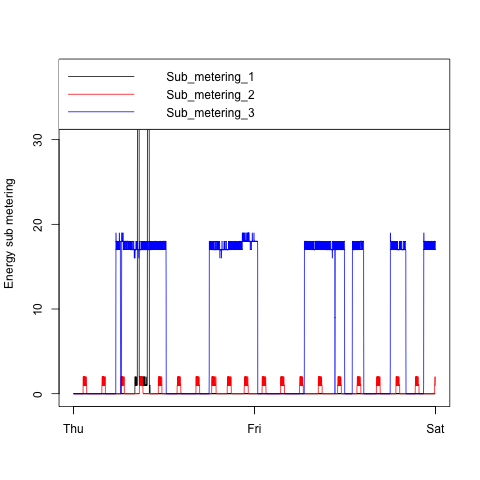 Sub_metering_1
Sub_metering_2
Sub_metering_3
Energy sub metering
30
20
10
0
Thu Fri Sat